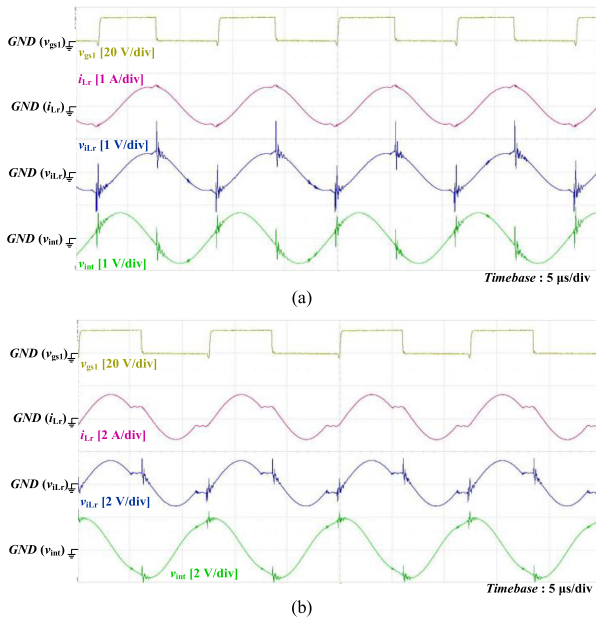 GND (vgs1)
vgs1 [20 V/div]
iLr [1 A/div]
GND (iLr)
viLr [1 V/div]
GND (viLr)
GND (vint)
vint [1 V/div]
Timebase : 5 μs/div
(a)
GND (vgs1)
vgs1 [20 V/div]
GND (iLr)
iLr [2 A/div]
GND (viLr)
viLr [2 V/div]
GND (vint)
vint [2 V/div]
Timebase : 5 μs/div
(b)